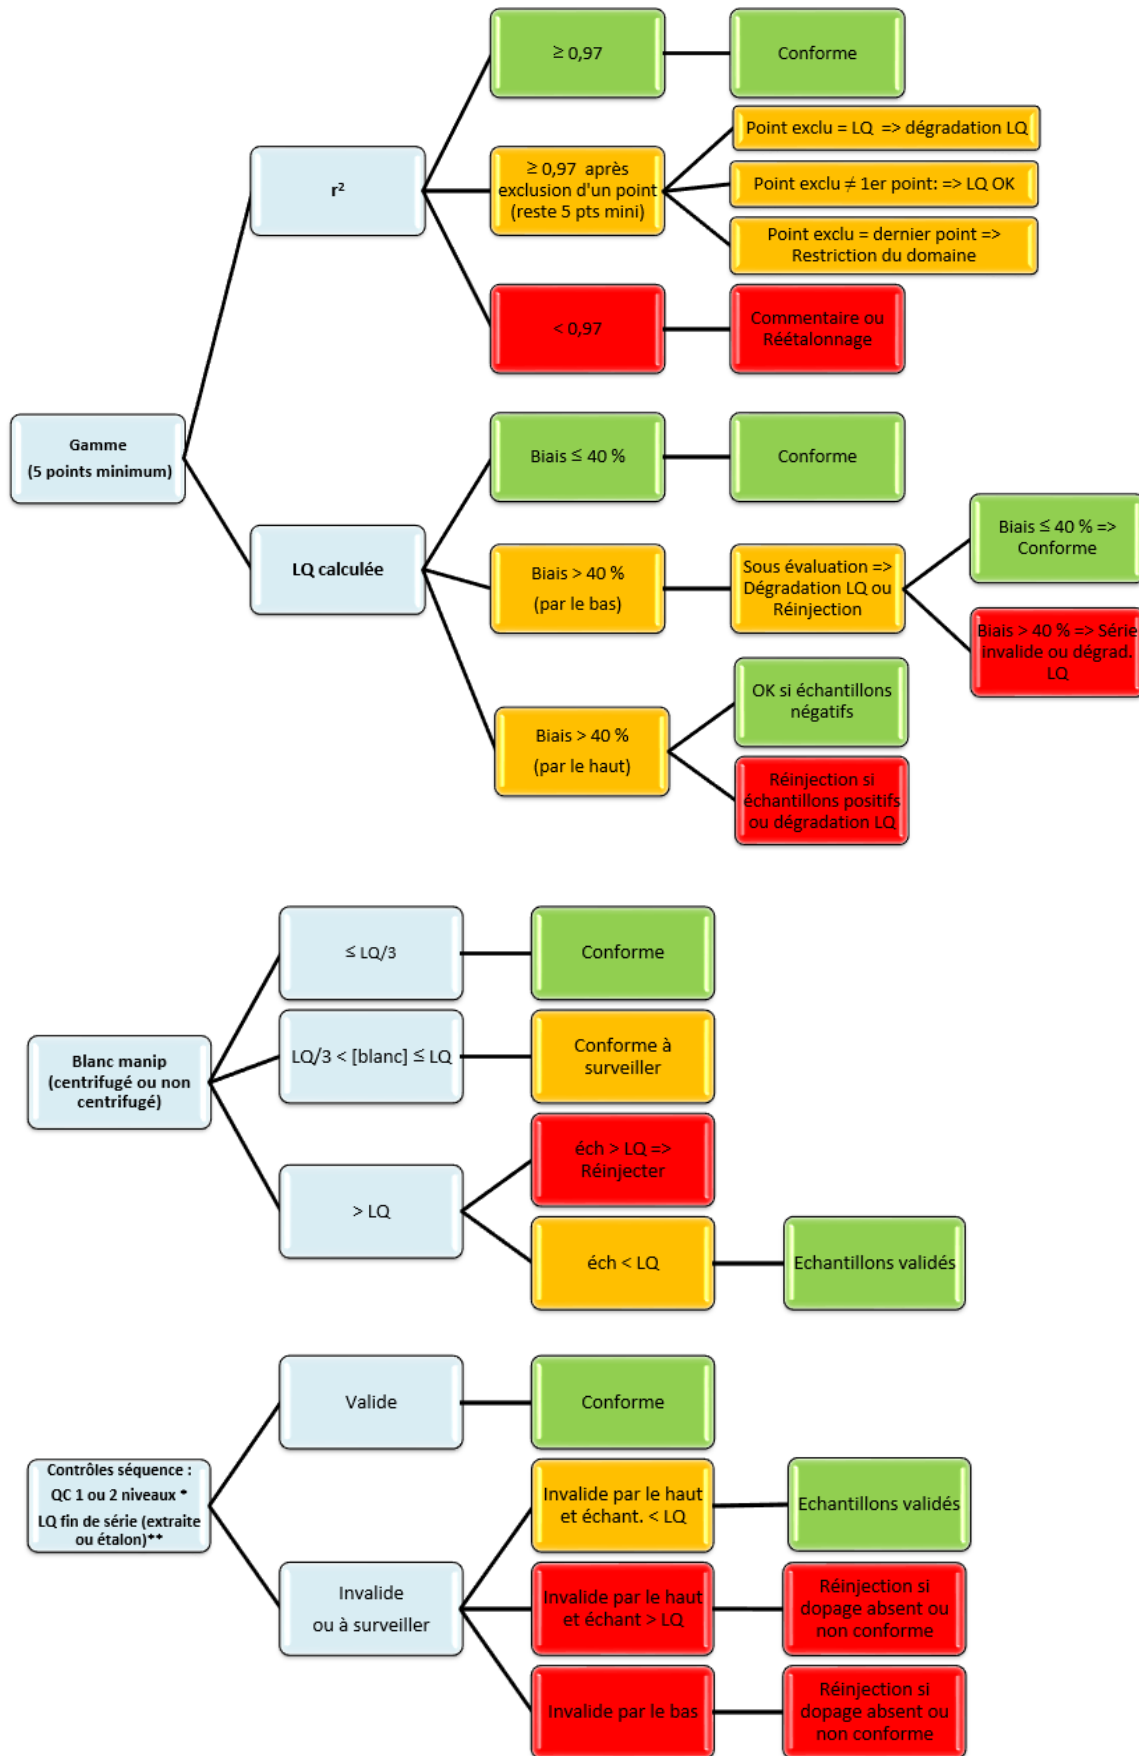 ≥ 0,97
Conforme
Point exclu = LQ => dégradation LQ
r²
≥ 0,97 après
exclusion d'un point
(reste 5 pts mini)
Point exclu ≠ 1er point: => LQ OK
Point exclu = dernier point =>
Restriction du domaine
< 0,97
Commentaire ou
Réétalonnage
Gamme
(5 points minimum)
Biais ≤ 40 %
Conforme
LQ calculée
Biais > 40 %
(par le bas)
Sous évaluation =>
Dégradation LQ ou
Réinjection
Biais ≤ 40 % =>
Conforme
Biais > 40 % => Série
invalide ou dégrad.
LQ
Biais > 40 %
(par le haut)
OK si échantillons
négatifs
Réinjection si
échantillons positifs
ou dégradation LQ
Blanc manip
(centrifugé ou non
centrifugé)
≤ LQ/3
Conforme
LQ/3 < [blanc] ≤ LQ
Conforme à
surveiller
> LQ
éch > LQ =>
Réinjecter
éch < LQ
Echantillons validés
Contrôles séquence :
QC 1 ou 2 niveaux *
LQ fin de série (extraite
ou étalon)**
Valide
Conforme
Invalide
ou à surveiller
Invalide par le haut
et échant. < LQ
Echantillons validés
Invalide par le haut
et échant > LQ
Réinjection si
dopage absent ou
non conforme
Invalide par le bas
Réinjection si
dopage absent ou
non conforme